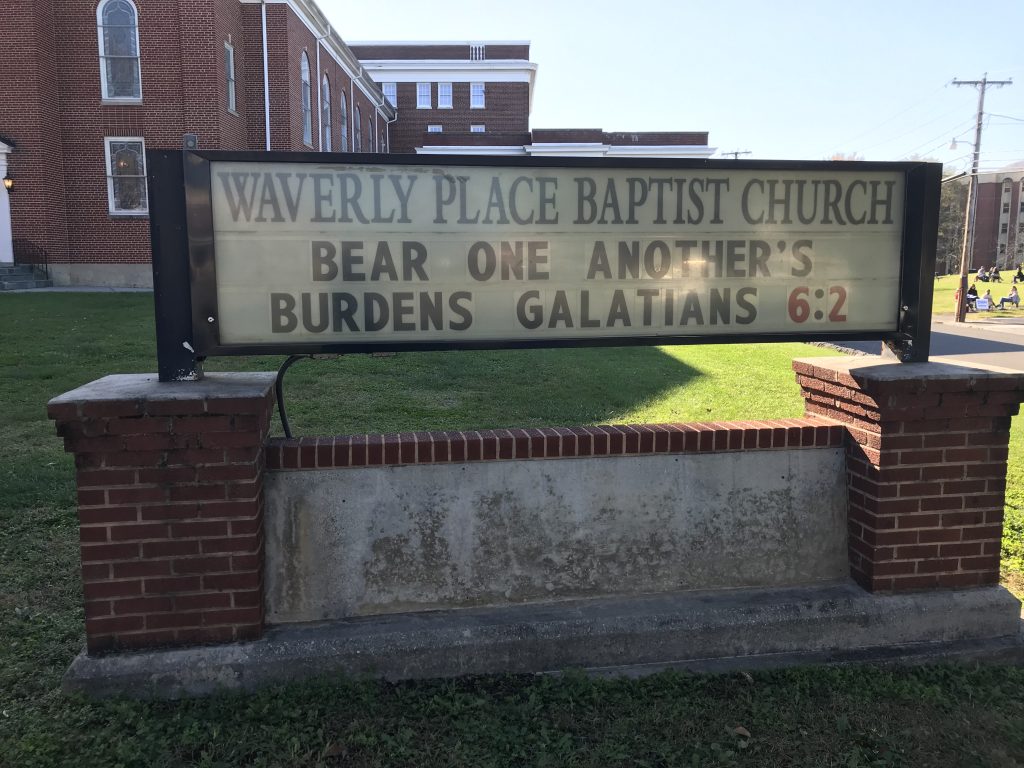 WAVERLY PLACE BAPTIST CHURCH
BEAR ONE ANOTHER'S
BURDENS GALATIANS 6:2